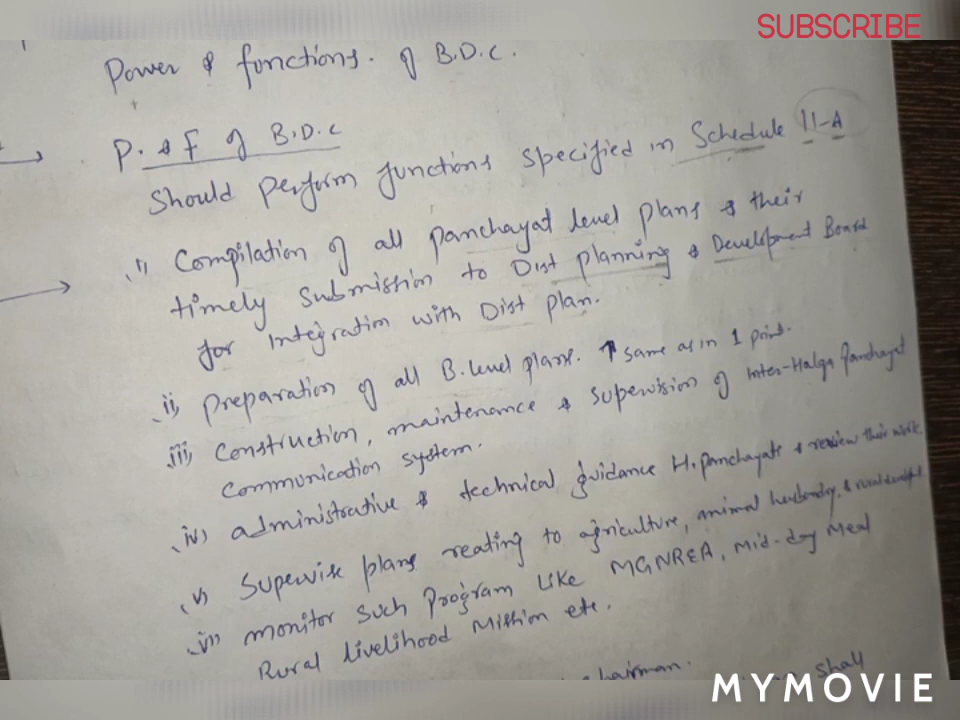 SUBSCRIBE
Power & functions. of B.D.C.
P. & F of B.D.C
Should perform functions specified in Schedule II-A
i) Compilation of all panchayat level plans & their
timely submission to Dist planning & Development Board
for Integration with Dist plan.
ii) preparation of all B.level plans. ↑ same as in 1 point.
iii) Construction, maintenance & supervision of Inter-Halqa panchayat
Communication system.
iv) administrative & technical guidance H.panchayats & review their work.
v) Supervise plans reating to agriculture, animal husbandry, & rural
vi) monitor such program like MGNREA, Mid-day Meal
Rural livelihood Mission etc.
chairman. shall
MYMOVIE